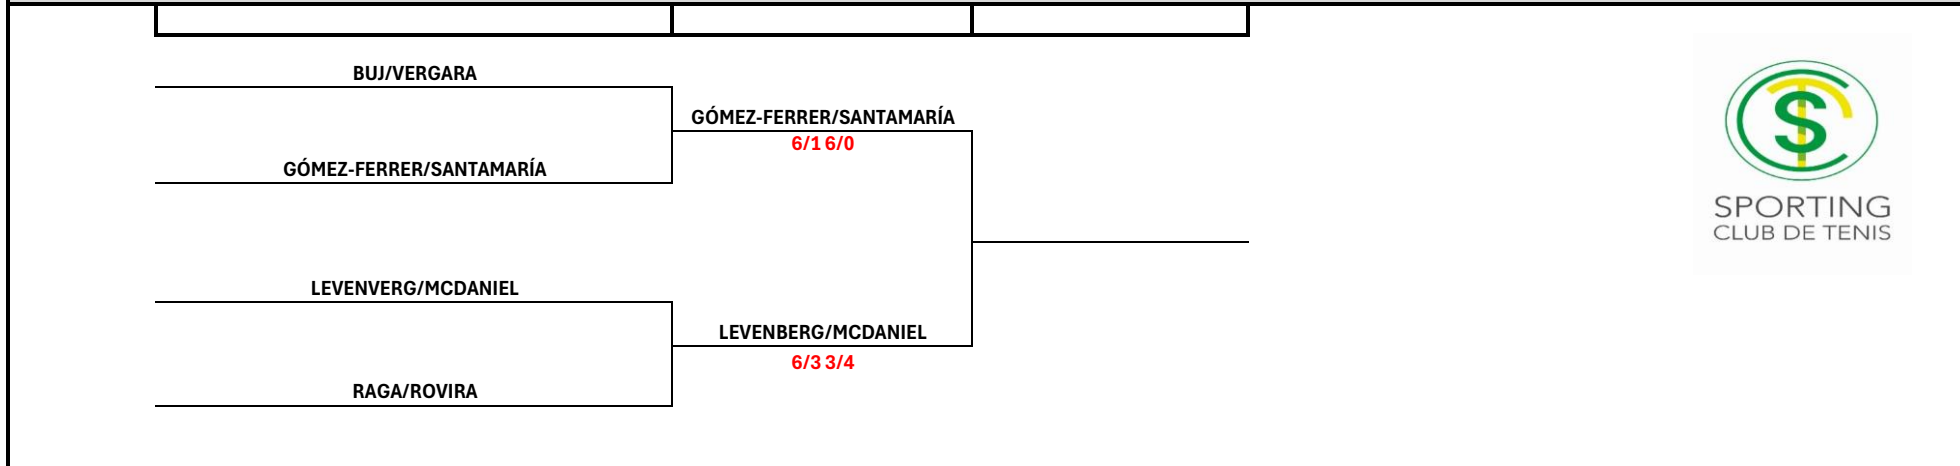 BUJ/VERGARA
GÓMEZ-FERRER/SANTAMARÍA
6/1 6/0
GÓMEZ-FERRER/SANTAMARÍA
LEVENVERG/MCDANIEL
LEVENBERG/MCDANIEL
6/3 3/4
RAGA/ROVIRA
SPORTING
CLUB DE TENIS